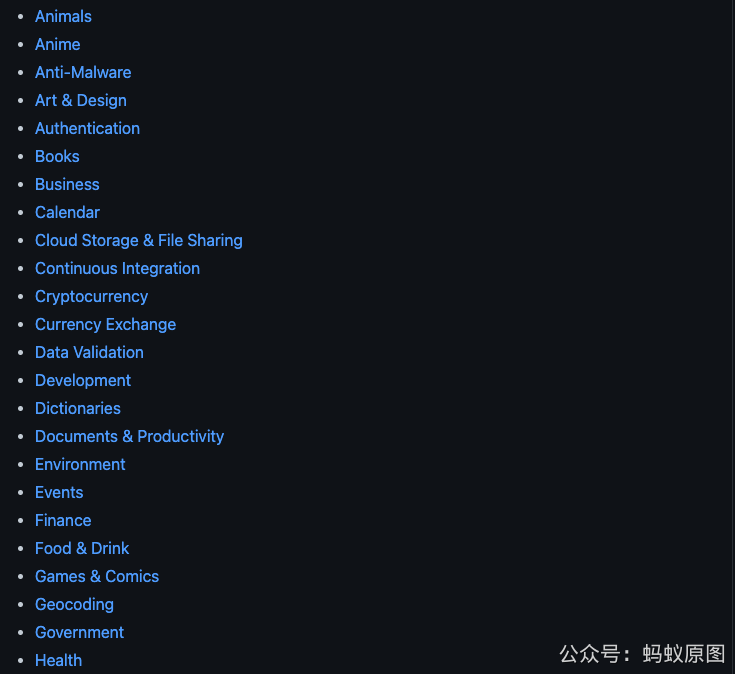 Animals
Anime
Anti-Malware
Art & Design
Authentication
Books
Business
Calendar
Cloud Storage & File Sharing
Continuous Integration
Cryptocurrency
Currency Exchange
Data Validation
Development
Dictionaries
Documents & Productivity
Environment
Events
Finance
Food & Drink
Games & Comics
Geocoding
Government
Health
公众号：蚂蚁原图